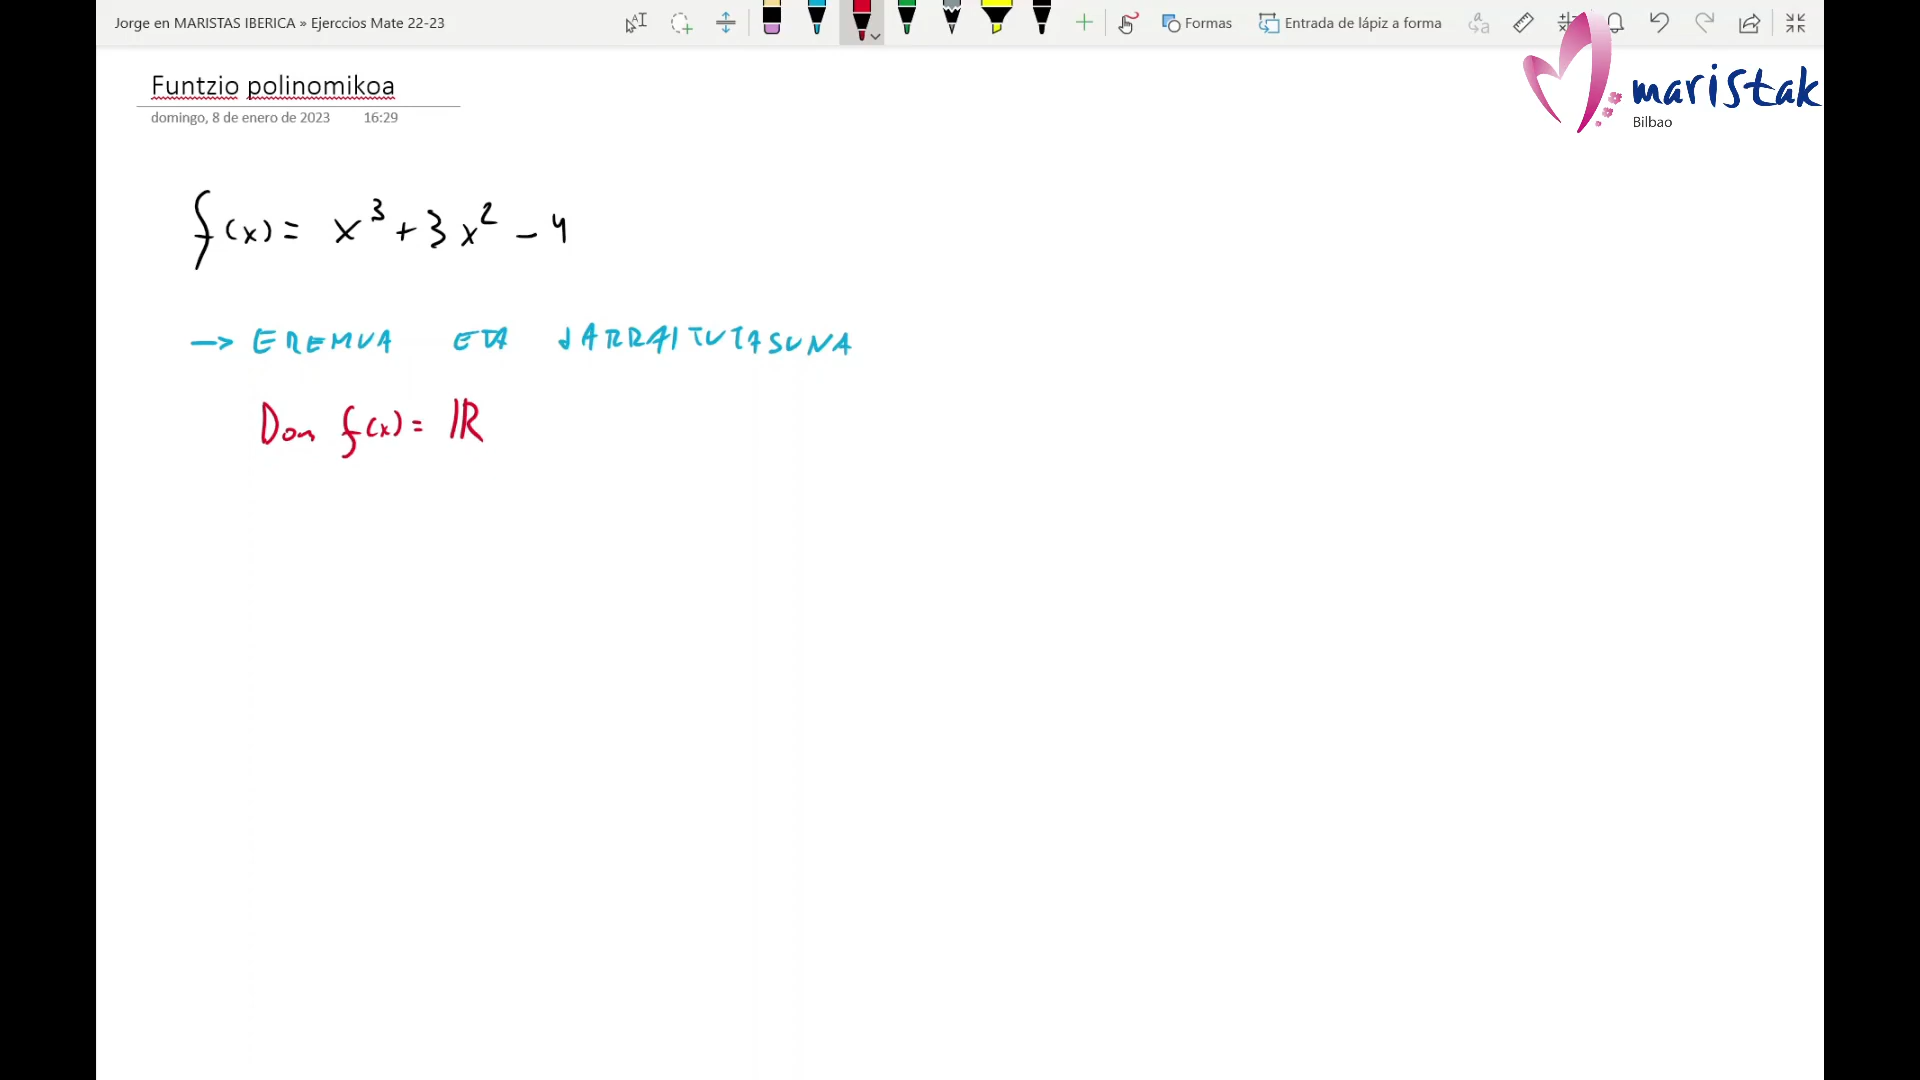 Jorge en MARISTAS IBERICA » Ejerccios Mate 22-23
Formas
Entrada de lápiz a forma
maristak
Bilbao
Funtzio polinomikoa
domingo, 8 de enero de 2023 16:29
f(x) = x³ + 3x² - 4
→ EREMUA ETA JARRAITUTASUNA
Dom f(x) = ℝ